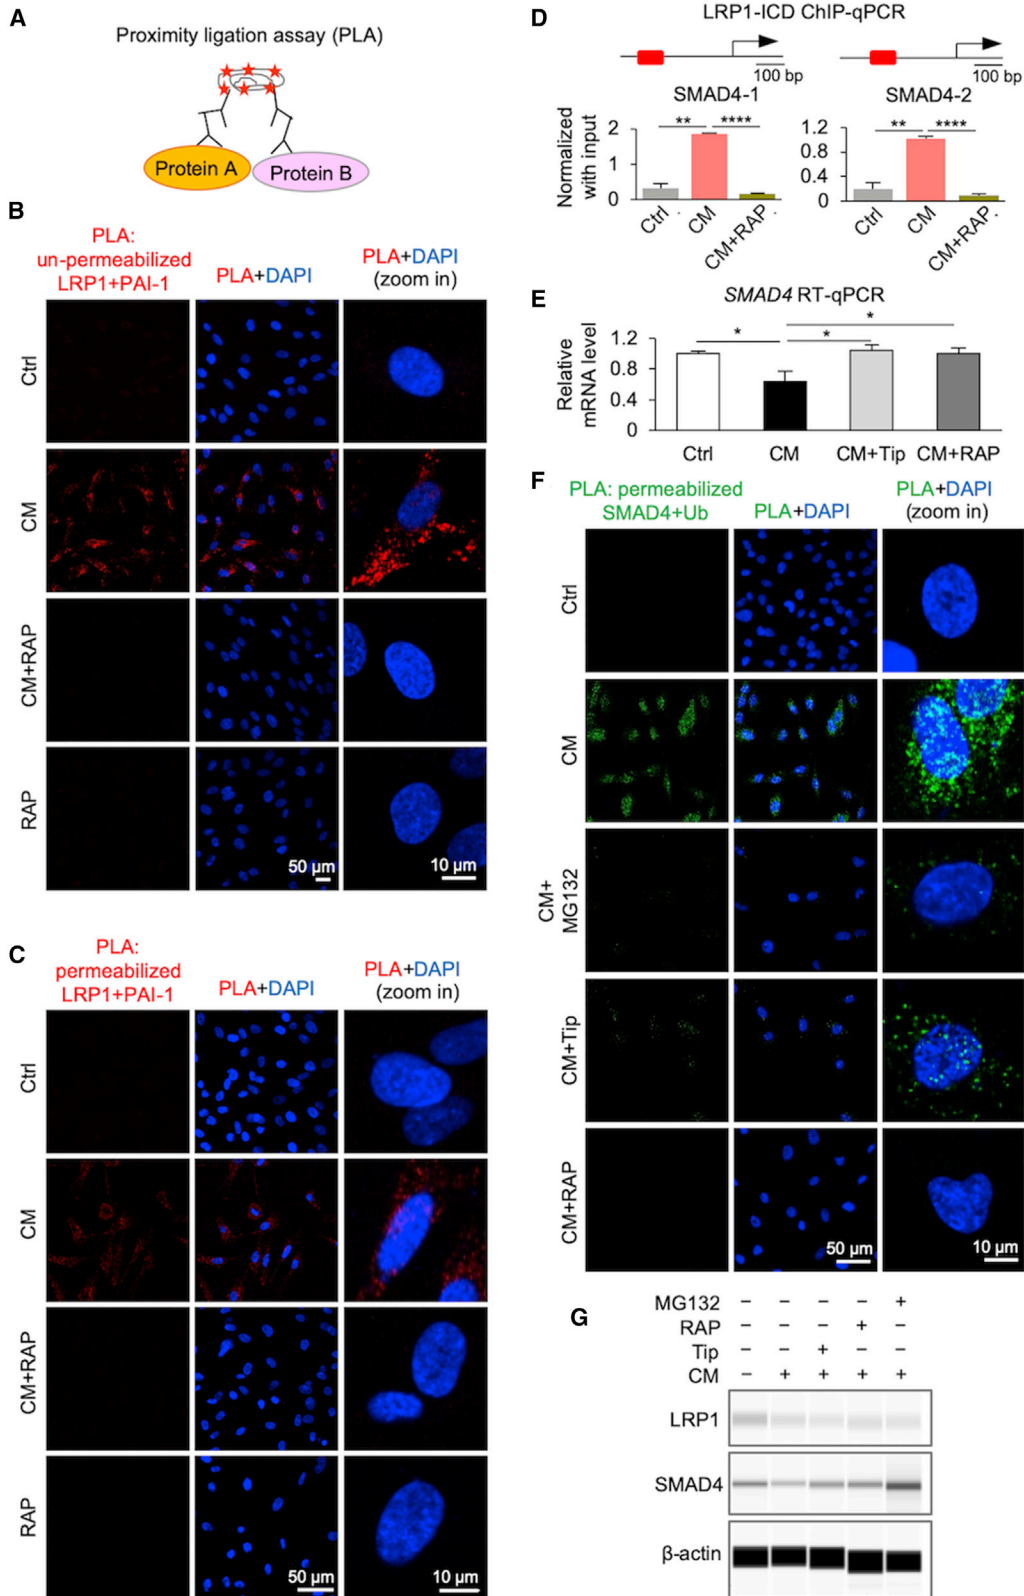 A
Proximity ligation assay (PLA)
Protein A
Protein B
B
PLA:
un-permeabilized
LRP1+PAI-1
PLA+DAPI
PLA+DAPI
(zoom in)
Ctrl
CM
CM+RAP
RAP
50 µm
10 µm
C
PLA:
permeabilized
LRP1+PAI-1
PLA+DAPI
PLA+DAPI
(zoom in)
Ctrl
CM
CM+RAP
RAP
50 µm
10 µm
D
LRP1-ICD ChIP-qPCR
100 bp
100 bp
SMAD4-1
SMAD4-2
Normalized
with input
2
1
0
** ****
Ctrl
CM
CM+RAP
1.2
0.8
0.4
0
** ****
Ctrl
CM
CM+RAP
E
SMAD4 RT-qPCR
Relative
mRNA level
1.2
0.8
0.4
0
* * *
Ctrl CM CM+Tip CM+RAP
F
PLA: permeabilized
SMAD4+Ub
PLA+DAPI
PLA+DAPI
(zoom in)
Ctrl
CM
CM+
MG132
CM+Tip
CM+RAP
50 µm
10 µm
G
MG132 − − − − +
RAP − − − + −
Tip − − + − −
CM − + + + +
LRP1
SMAD4
β-actin